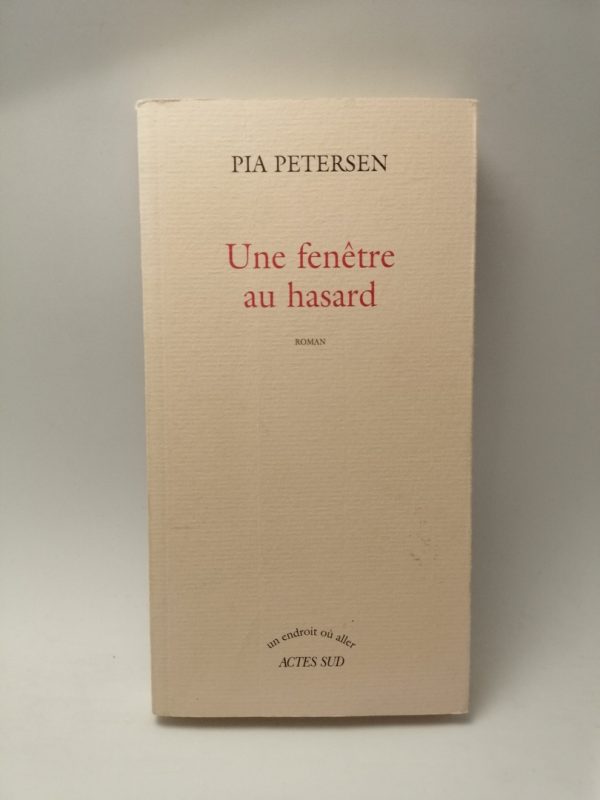 PIA PETERSEN
Une fenêtre
au hasard
ROMAN
un endroit où aller
ACTES SUD